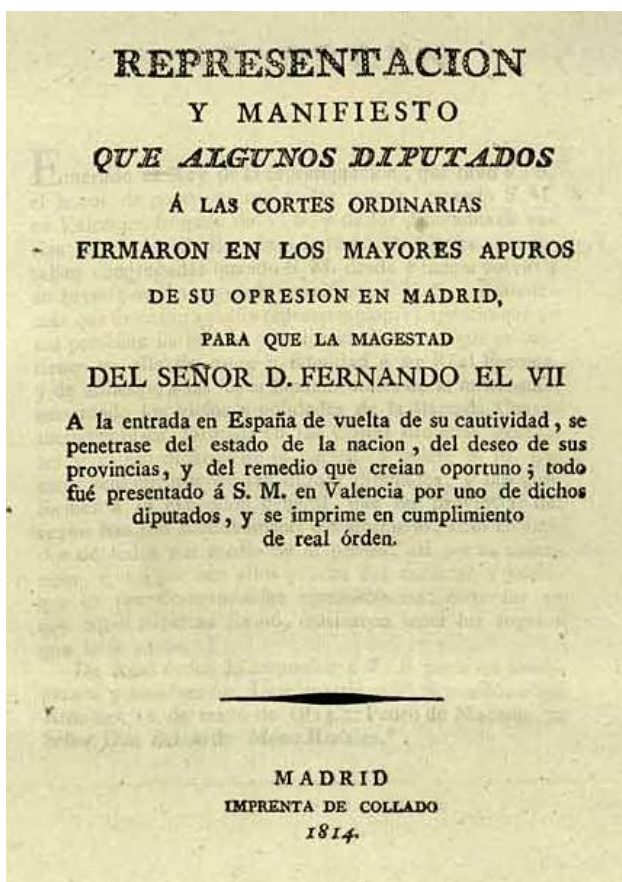 REPRESENTACION
Y MANIFIESTO
QUE ALGUNOS DIPUTADOS
Á LAS CORTES ORDINARIAS
FIRMARON EN LOS MAYORES APUROS
DE SU OPRESION EN MADRID,
PARA QUE LA MAGESTAD
DEL SEÑOR D. FERNANDO EL VII
A la entrada en España de vuelta de su cautividad, se
penetrase del estado de la nacion, del deseo de sus
provincias, y del remedio que creian oportuno; todo
fué presentado á S. M. en Valencia por uno de dichos
diputados, y se imprime en cumplimiento
de real órden.
MADRID
IMPRENTA DE COLLADO
1814.